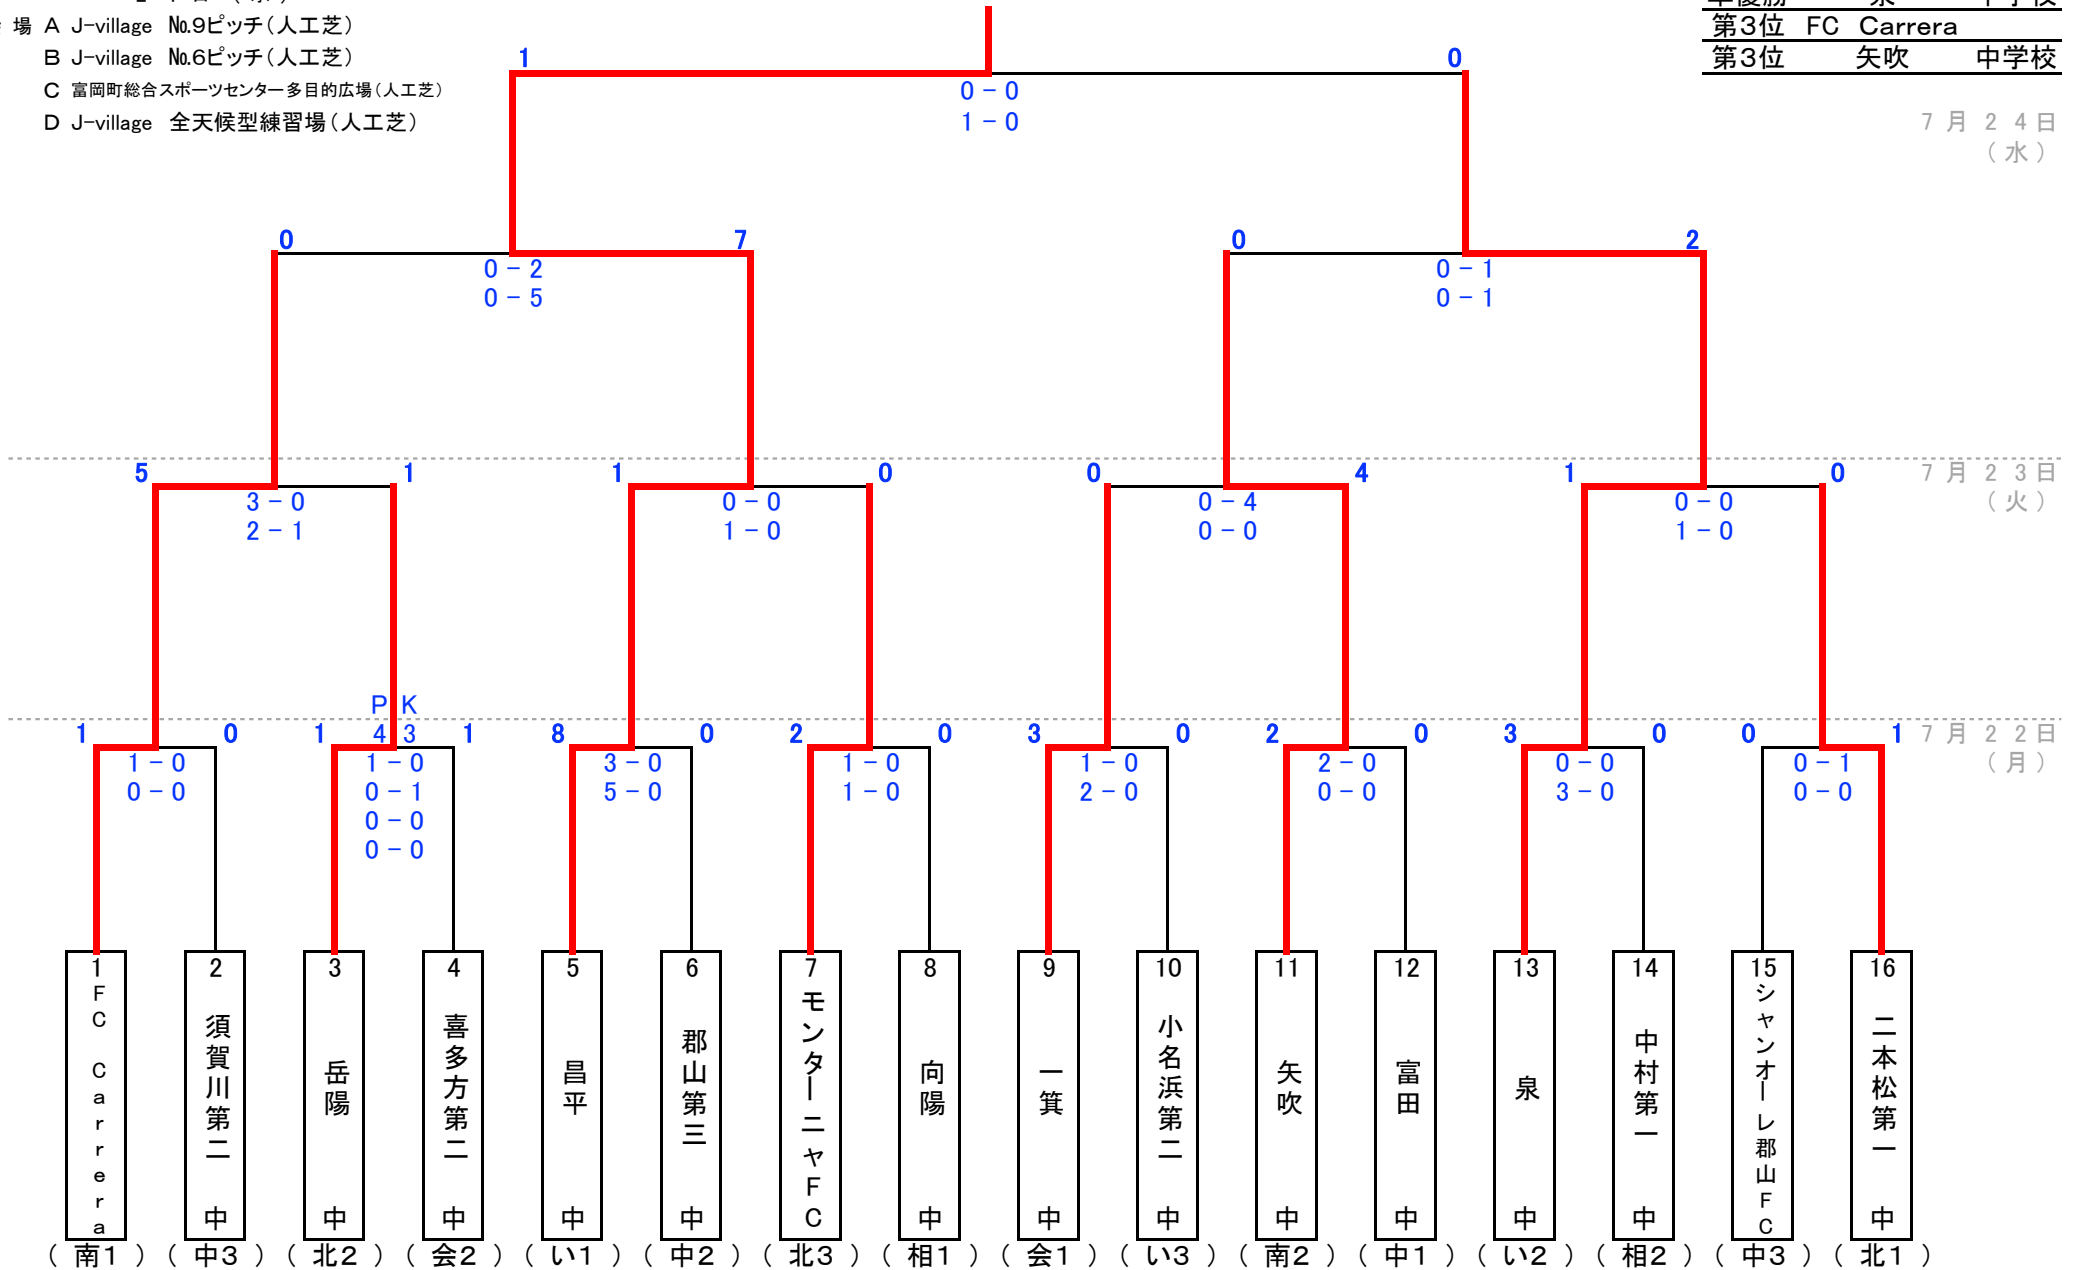 場 A J-village №9ピッチ(人工芝)
B J-village №6ピッチ(人工芝)
C 富岡町総合スポーツセンター多目的広場(人工芝)
D J-village 全天候型練習場(人工芝)
第3位 FC Carrera
第3位 矢吹 中学校
7月24日
(水)
1 0
0-0
1-0
0 7 0 2
0-2 0-1
0-5 0-1
7月23日
(火)
5 1 1 0 0 4 1 0
3-0 0-0 0-4 0-0
2-1 1-0 0-0 1-0
PK
4 3
7月22日
(月)
1 0 1 1 8 0 2 0 3 0 2 0 3 0 0 1
1-0 1-0 3-0 1-0 1-0 2-0 0-0 0-1
0-0 0-1 5-0 1-0 2-0 0-0 3-0 0-0
0-0
0-0
1 FC Carrera (南1)
2 須賀川第二中 (中3)
3 岳陽中 (北2)
4 喜多方第二中 (会2)
5 昌平中 (い1)
6 郡山第三中 (中2)
7 モンターニャFC (北3)
8 向陽中 (相1)
9 一箕中 (会1)
10 小名浜第二中 (い3)
11 矢吹中 (南2)
12 富田中 (中1)
13 泉中 (い2)
14 中村第一中 (相2)
15 シャンオーレ郡山FC (中3)
16 二本松第一中 (北1)